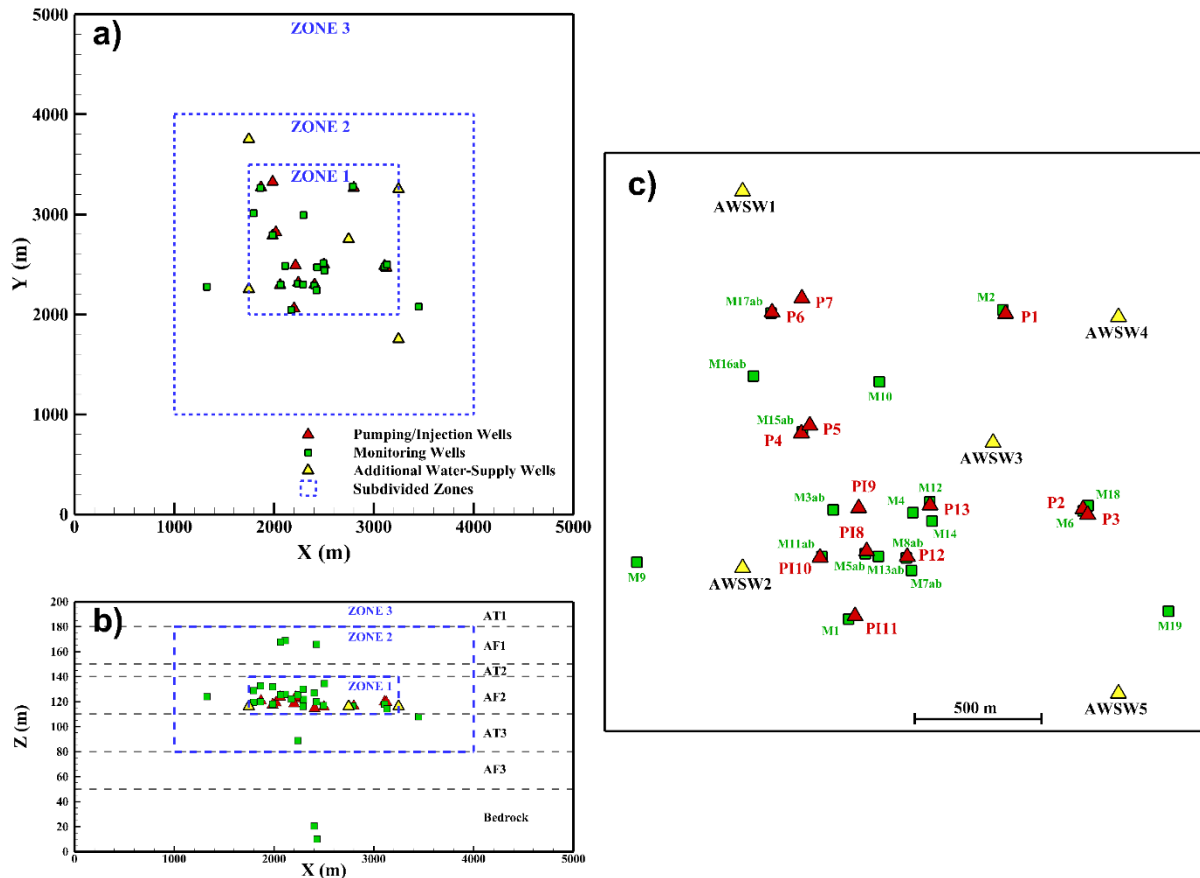 a)
ZONE 3
ZONE 2
ZONE 1
5000
4000
3000
2000
1000
0
Y (m)
Pumping/Injection Wells
Monitoring Wells
Additional Water-Supply Wells
Subdivided Zones
0 1000 2000 3000 4000 5000
X (m)
b)
ZONE 3
ZONE 2
ZONE 1
200
180
160
140
120
100
80
60
40
20
0
Z (m)
AT1
AF1
AT2
AF2
AT3
AF3
Bedrock
0 1000 2000 3000 4000 5000
X (m)
c)
AWSW1
M17ab
P7
P6
M2
P1
AWSW4
M16ab
M10
M15ab
P5
P4
AWSW3
M3ab
PI9
M4
M12
P13
M14
P2
M18
M6
P3
M11ab
PI8
M8ab
P12
PI10
M5ab
M13ab
M7ab
M9
AWSW2
M1
PI11
M19
AWSW5
500 m